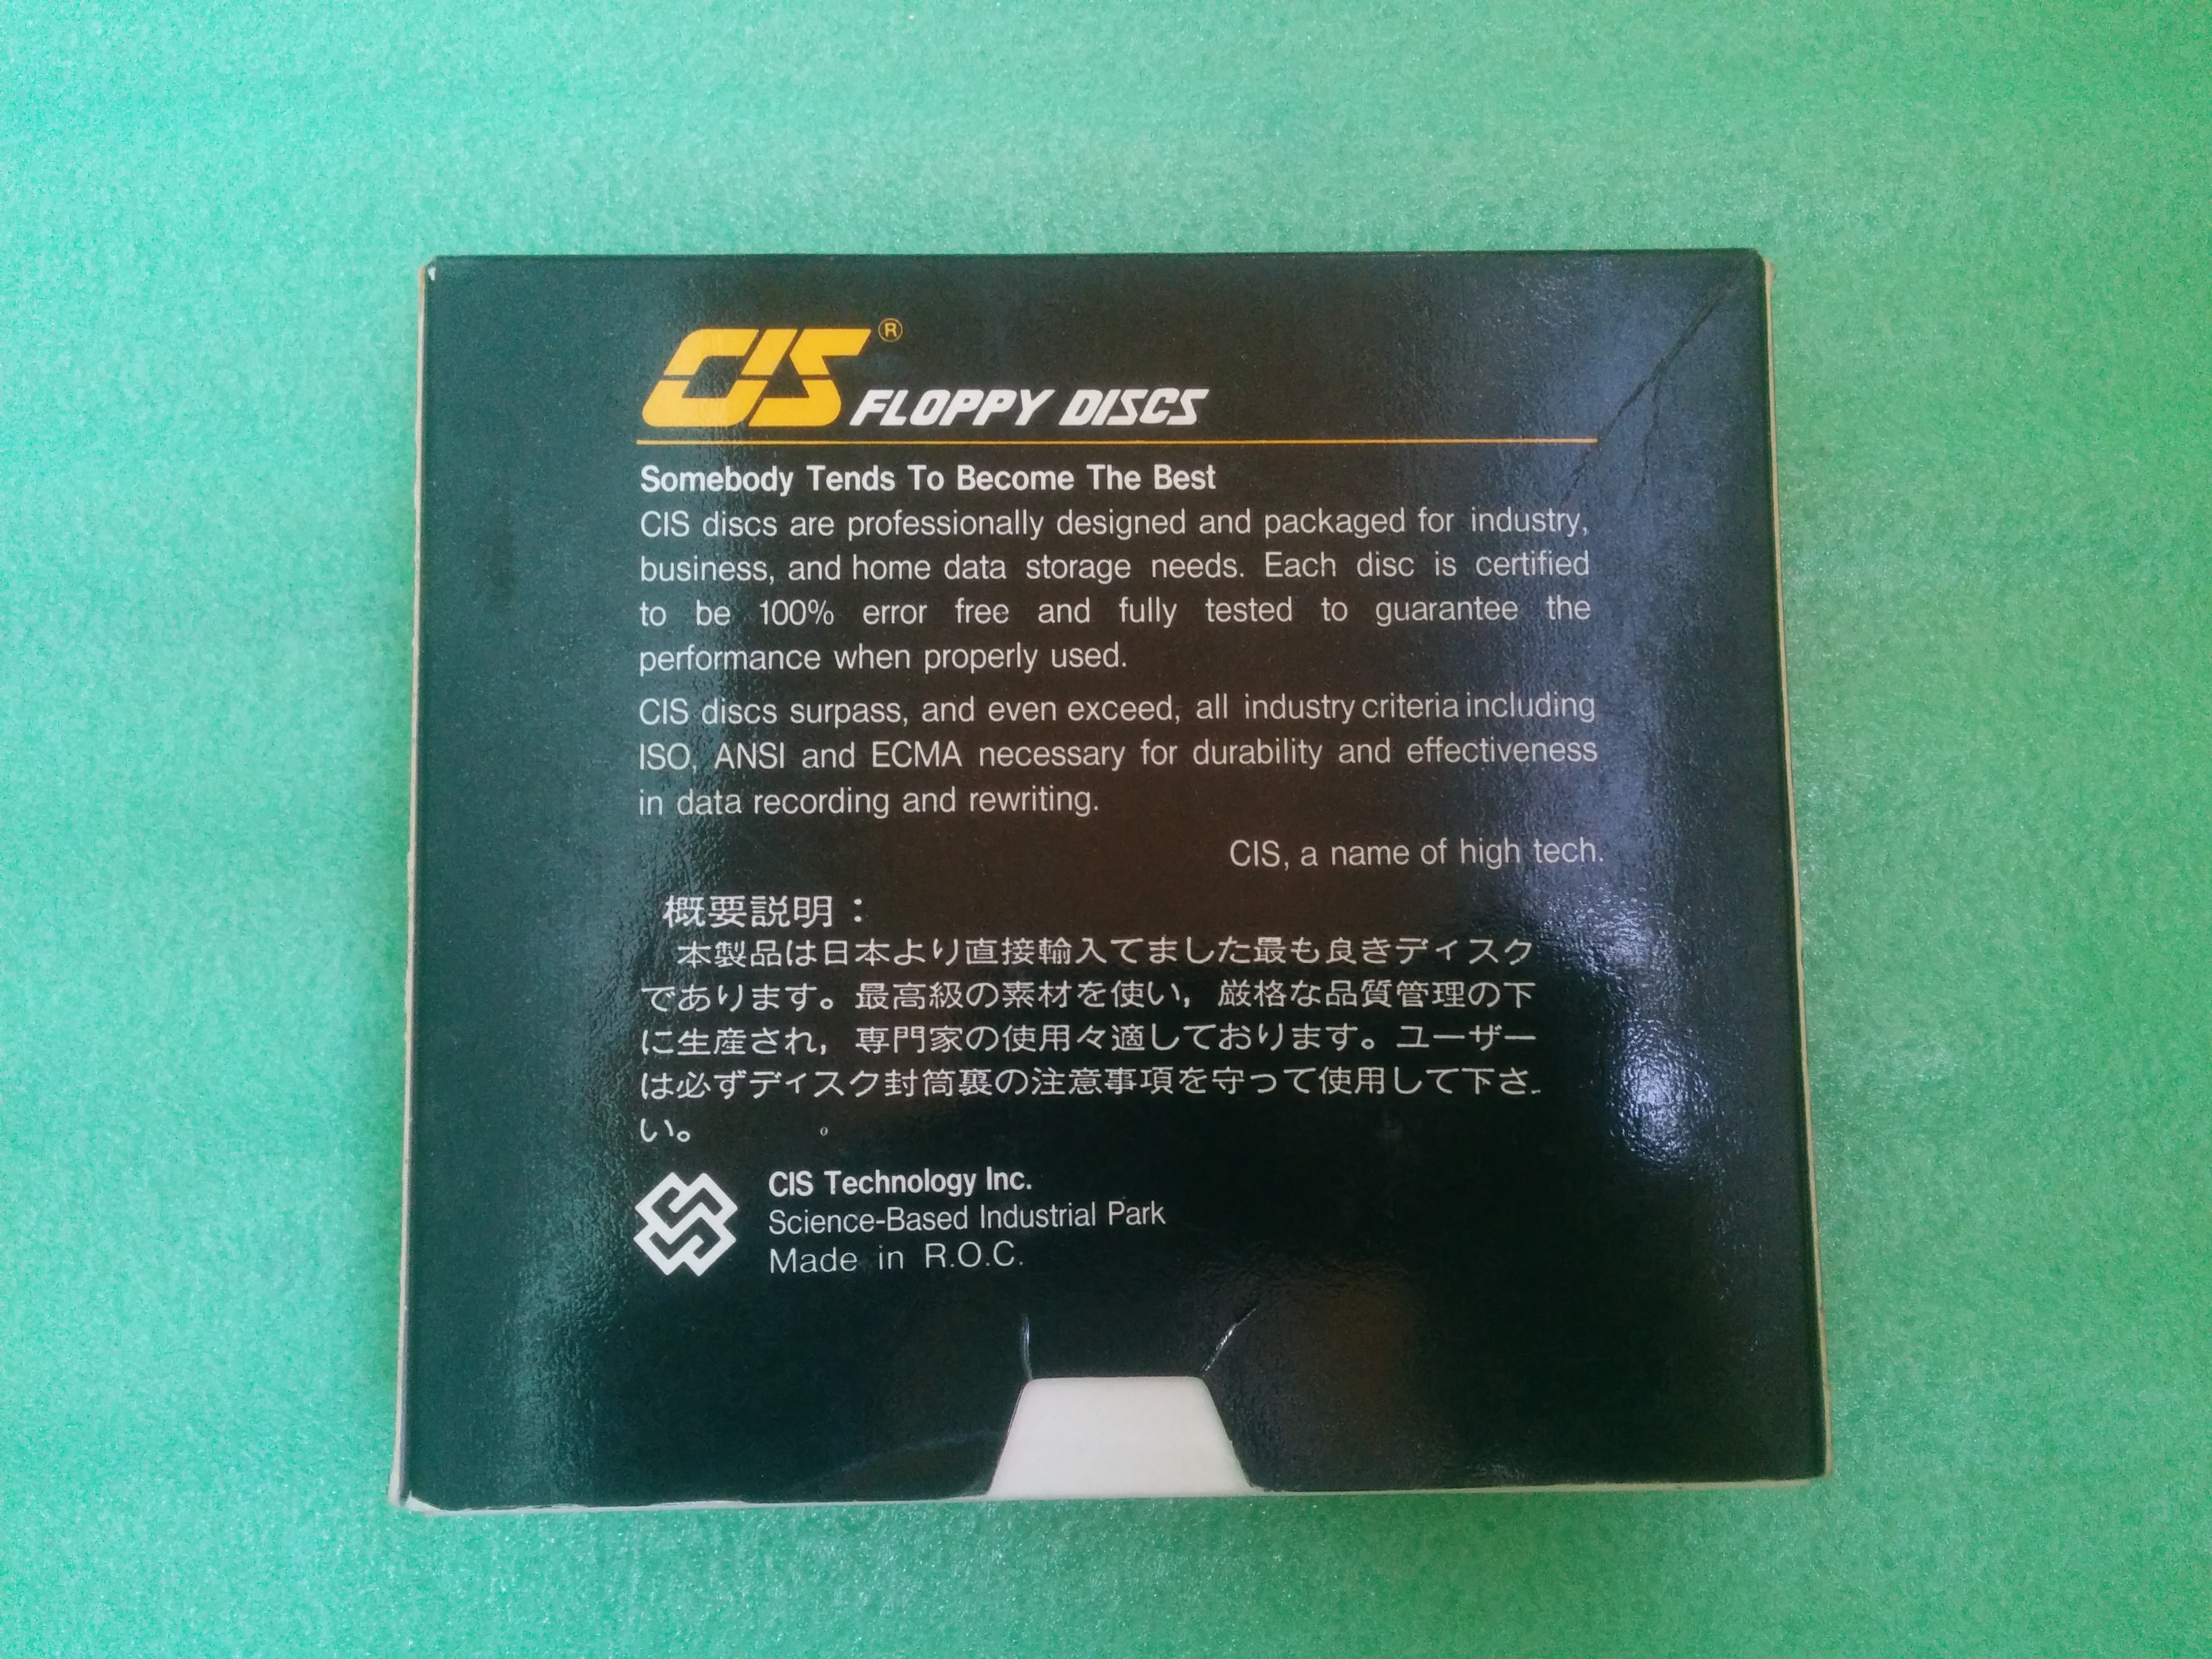 CIS® FLOPPY DISCS
Somebody Tends To Become The Best
CIS discs are professionally designed and packaged for industry,
business, and home data storage needs. Each disc is certified
to be 100% error free and fully tested to guarantee the
performance when properly used.
CIS discs surpass, and even exceed, all industry criteria including
ISO, ANSI and ECMA necessary for durability and effectiveness
in data recording and rewriting.
CIS, a name of high tech.
概要説明：
本製品は日本より直接輸入てました最も良きディスク
であります。最高級の素材を使い，厳格な品質管理の下
に生産され，専門家の使用々適しております。ユーザー
は必ずディスク封筒裏の注意事項を守って使用して下さ
い。
CIS Technology Inc.
Science-Based Industrial Park
Made in R.O.C.